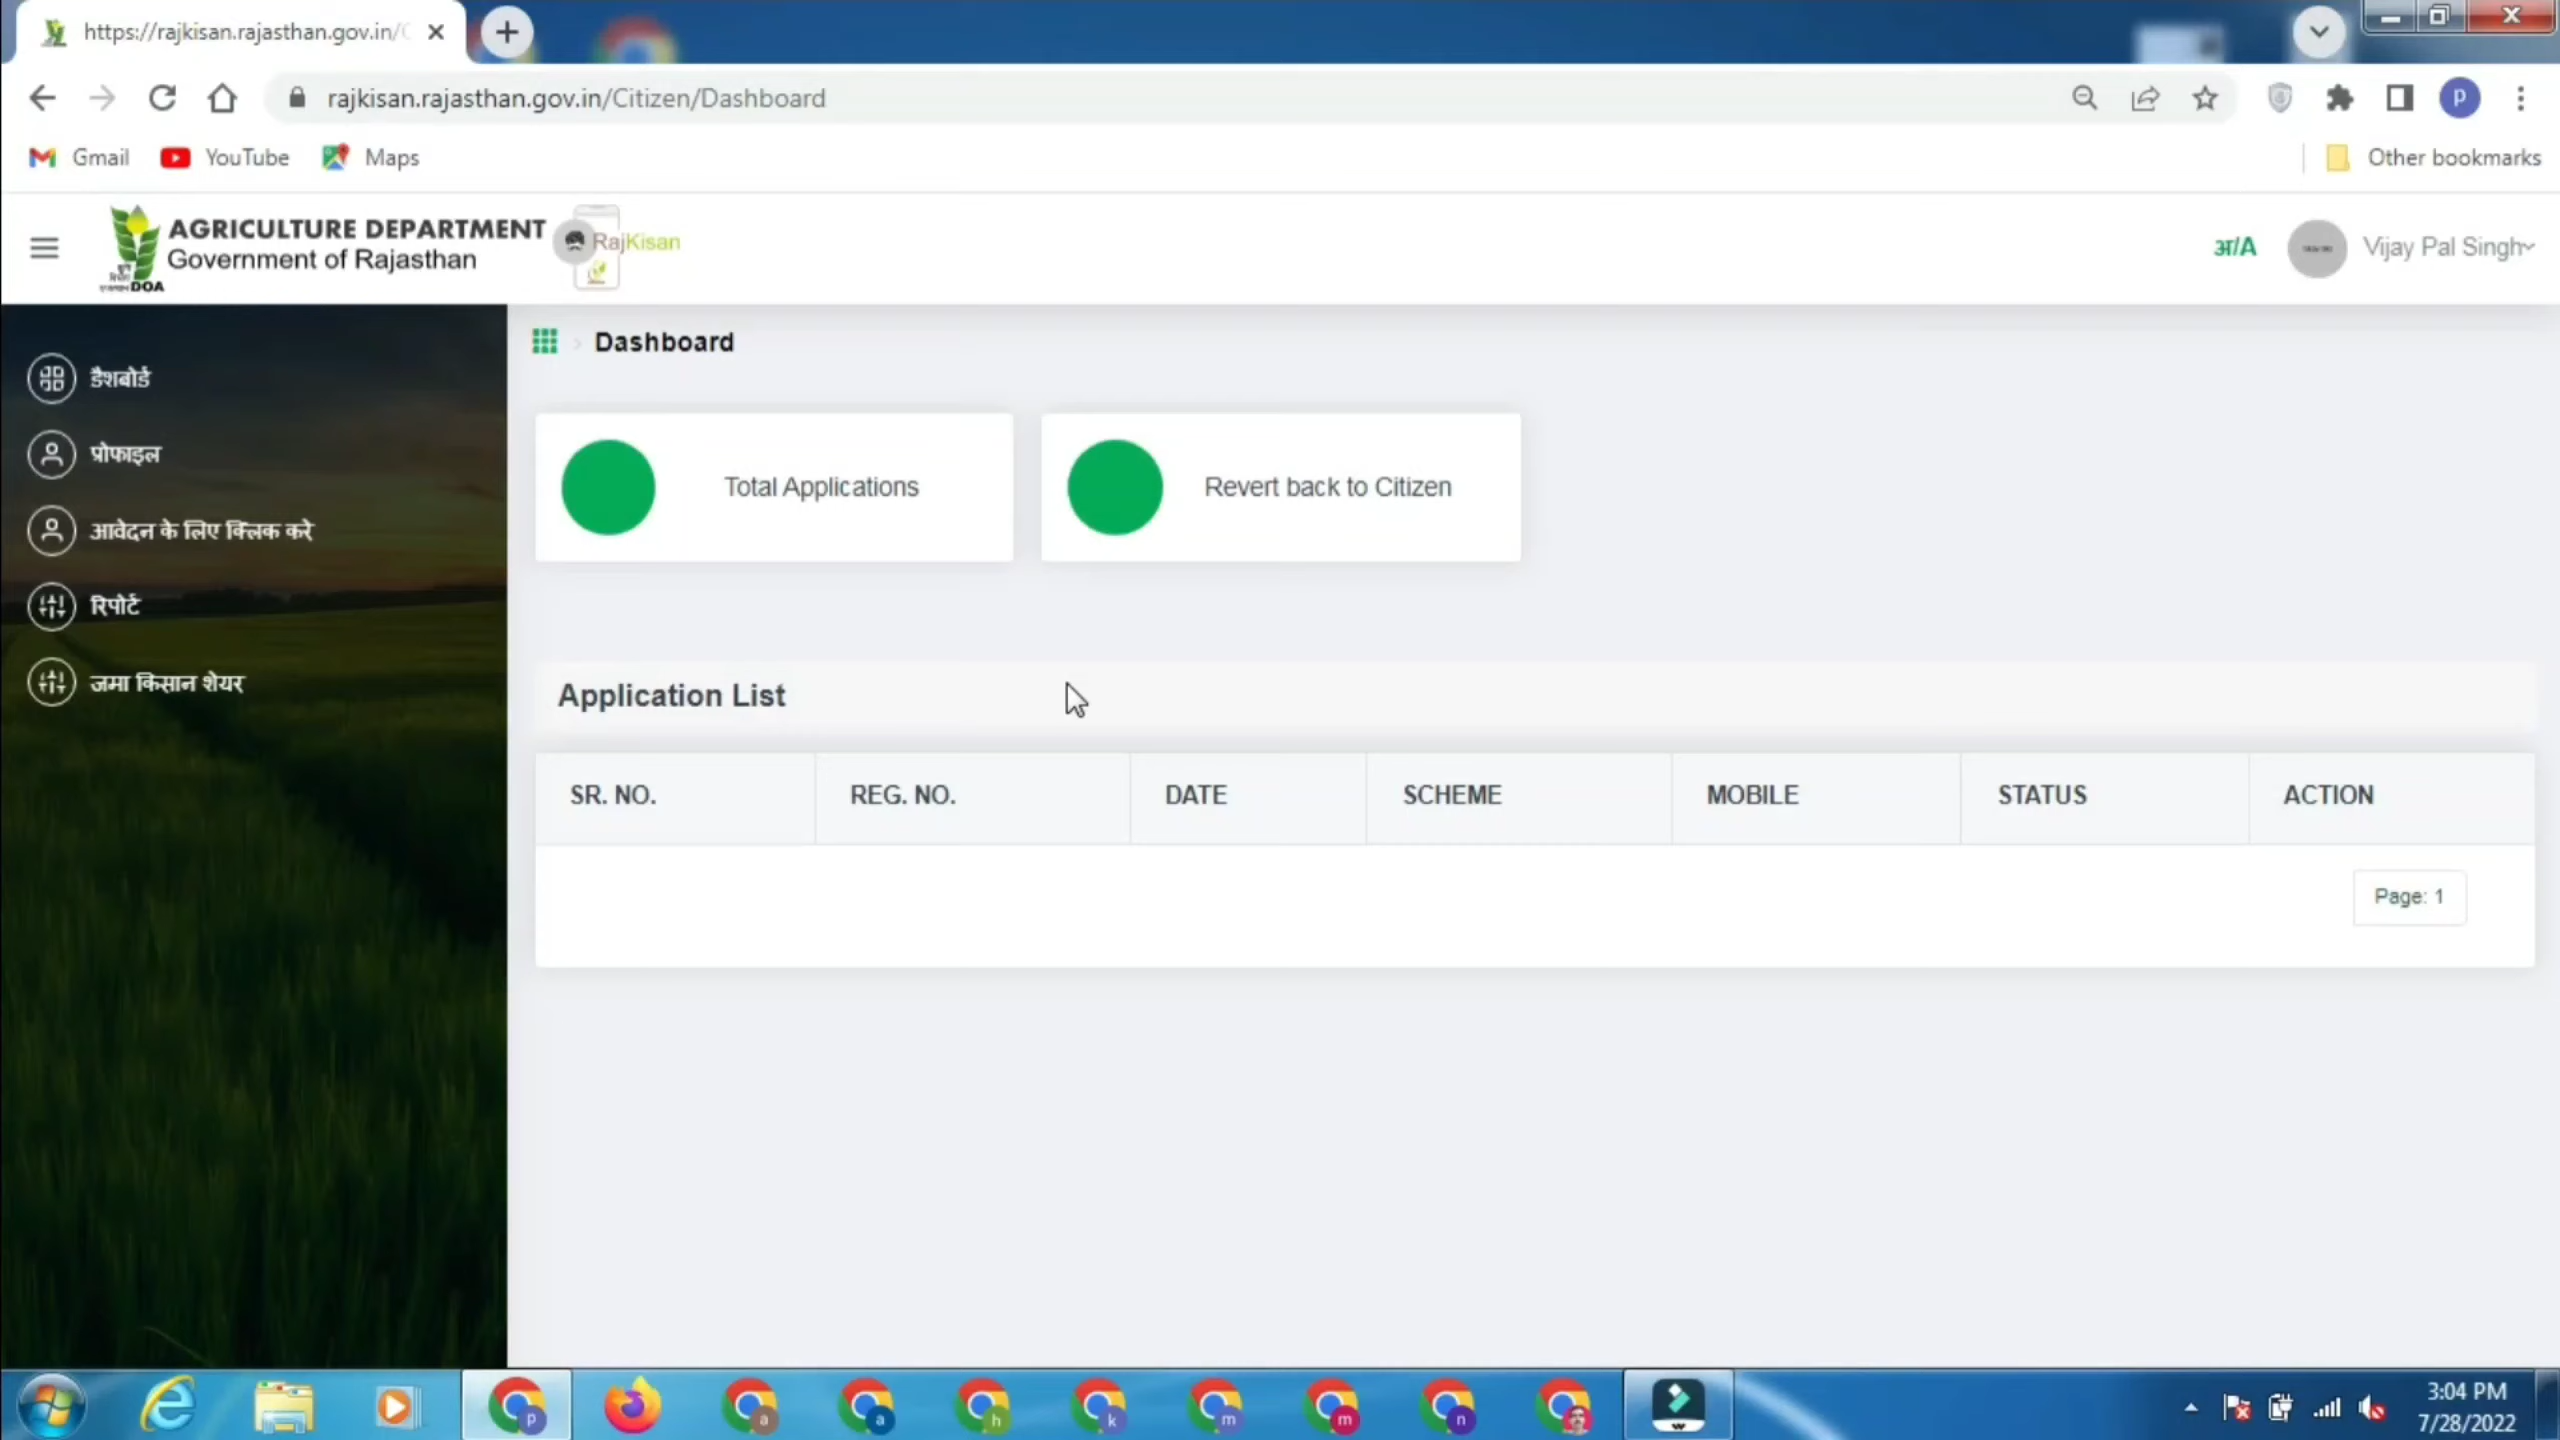 https://rajkisan.rajasthan.gov.in/C
rajkisan.rajasthan.gov.in/Citizen/Dashboard
P
Gmail YouTube Maps Other bookmarks
AGRICULTURE DEPARTMENT
Government of Rajasthan
DOA
RajKisan
अ/A Vijay Pal Singh
डैशबोर्ड
प्रोफाइल
आवेदन के लिए क्लिक करे
रिपोर्ट
जमा किसान शेयर
Dashboard
Total Applications Revert back to Citizen
Application List
SR. NO. REG. NO. DATE SCHEME MOBILE STATUS ACTION
Page: 1
p a a h k m m n
3:04 PM
7/28/2022